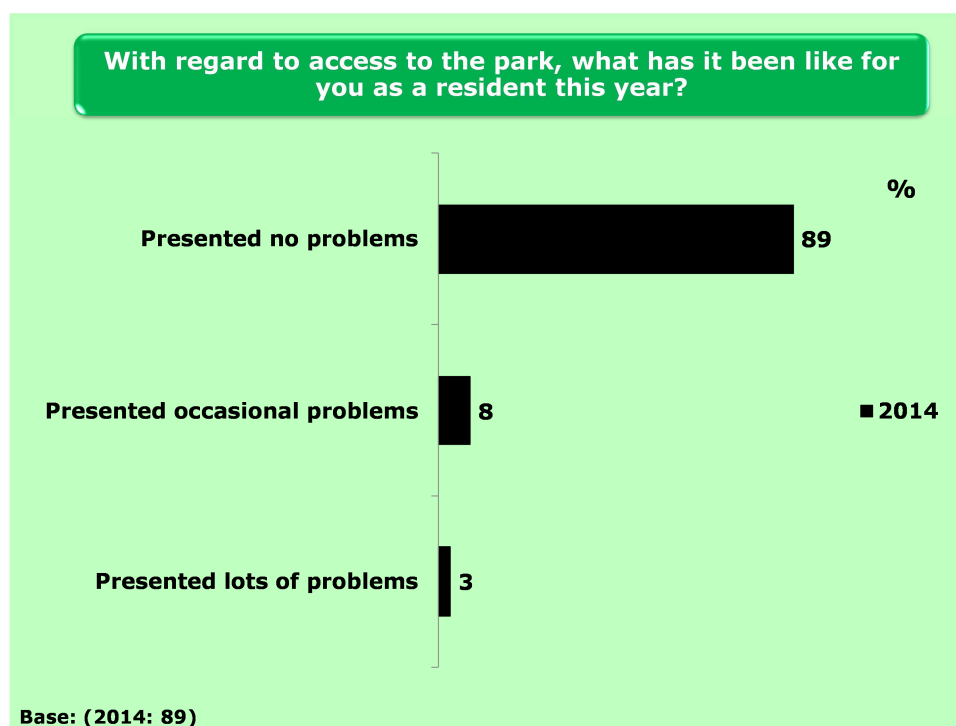 With regard to access to the park, what has it been like for
you as a resident this year?
%
Presented no problems 89
Presented occasional problems 8
2014
Presented lots of problems 3
Base: (2014: 89)